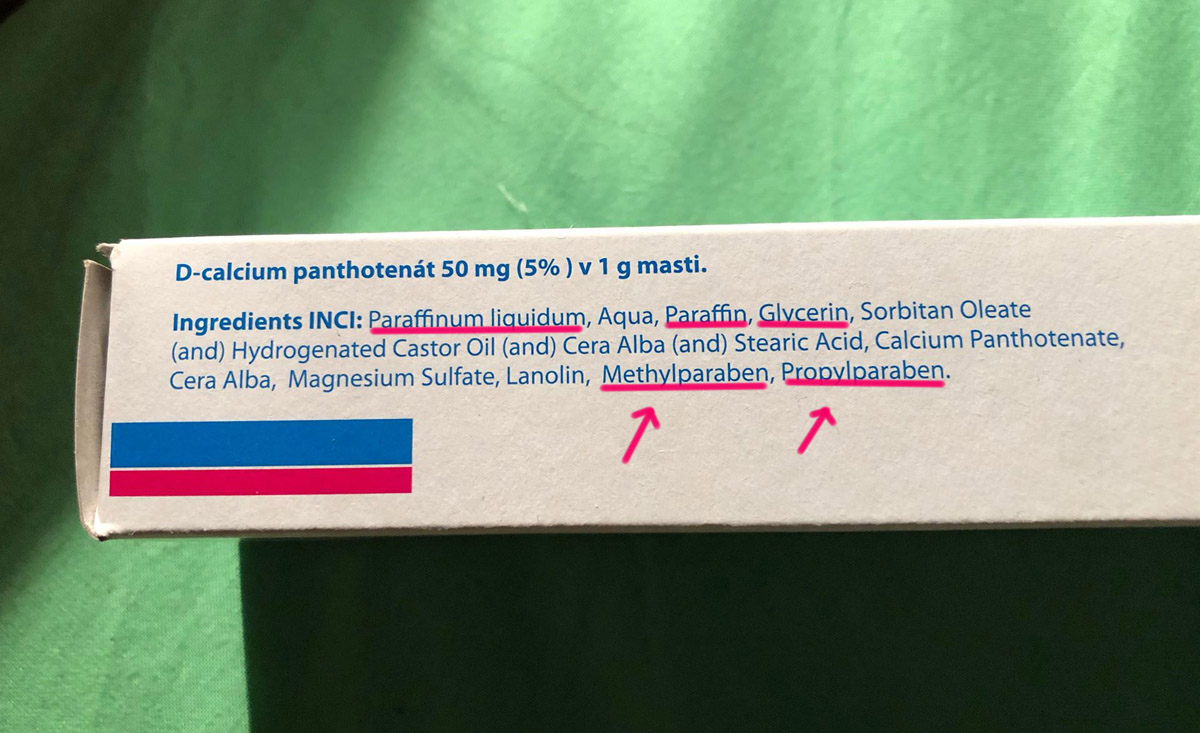 D-calcium panthotenát 50 mg (5% ) v 1 g masti.
Ingredients INCI: Paraffinum liquidum, Aqua, Paraffin, Glycerin, Sorbitan Oleate
(and) Hydrogenated Castor Oil (and) Cera Alba (and) Stearic Acid, Calcium Panthotenate,
Cera Alba, Magnesium Sulfate, Lanolin, Methylparaben, Propylparaben.